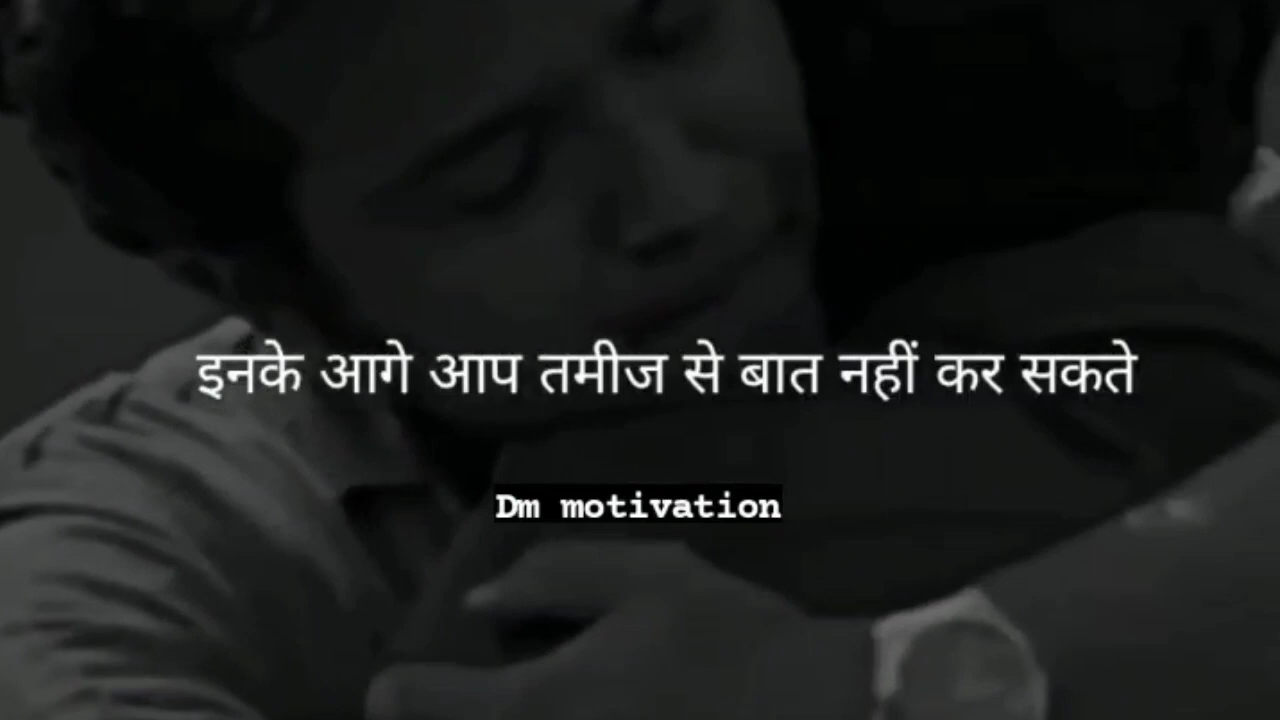 इनके आगे आप तमीज से बात नहीं कर सकते
Dm motivation